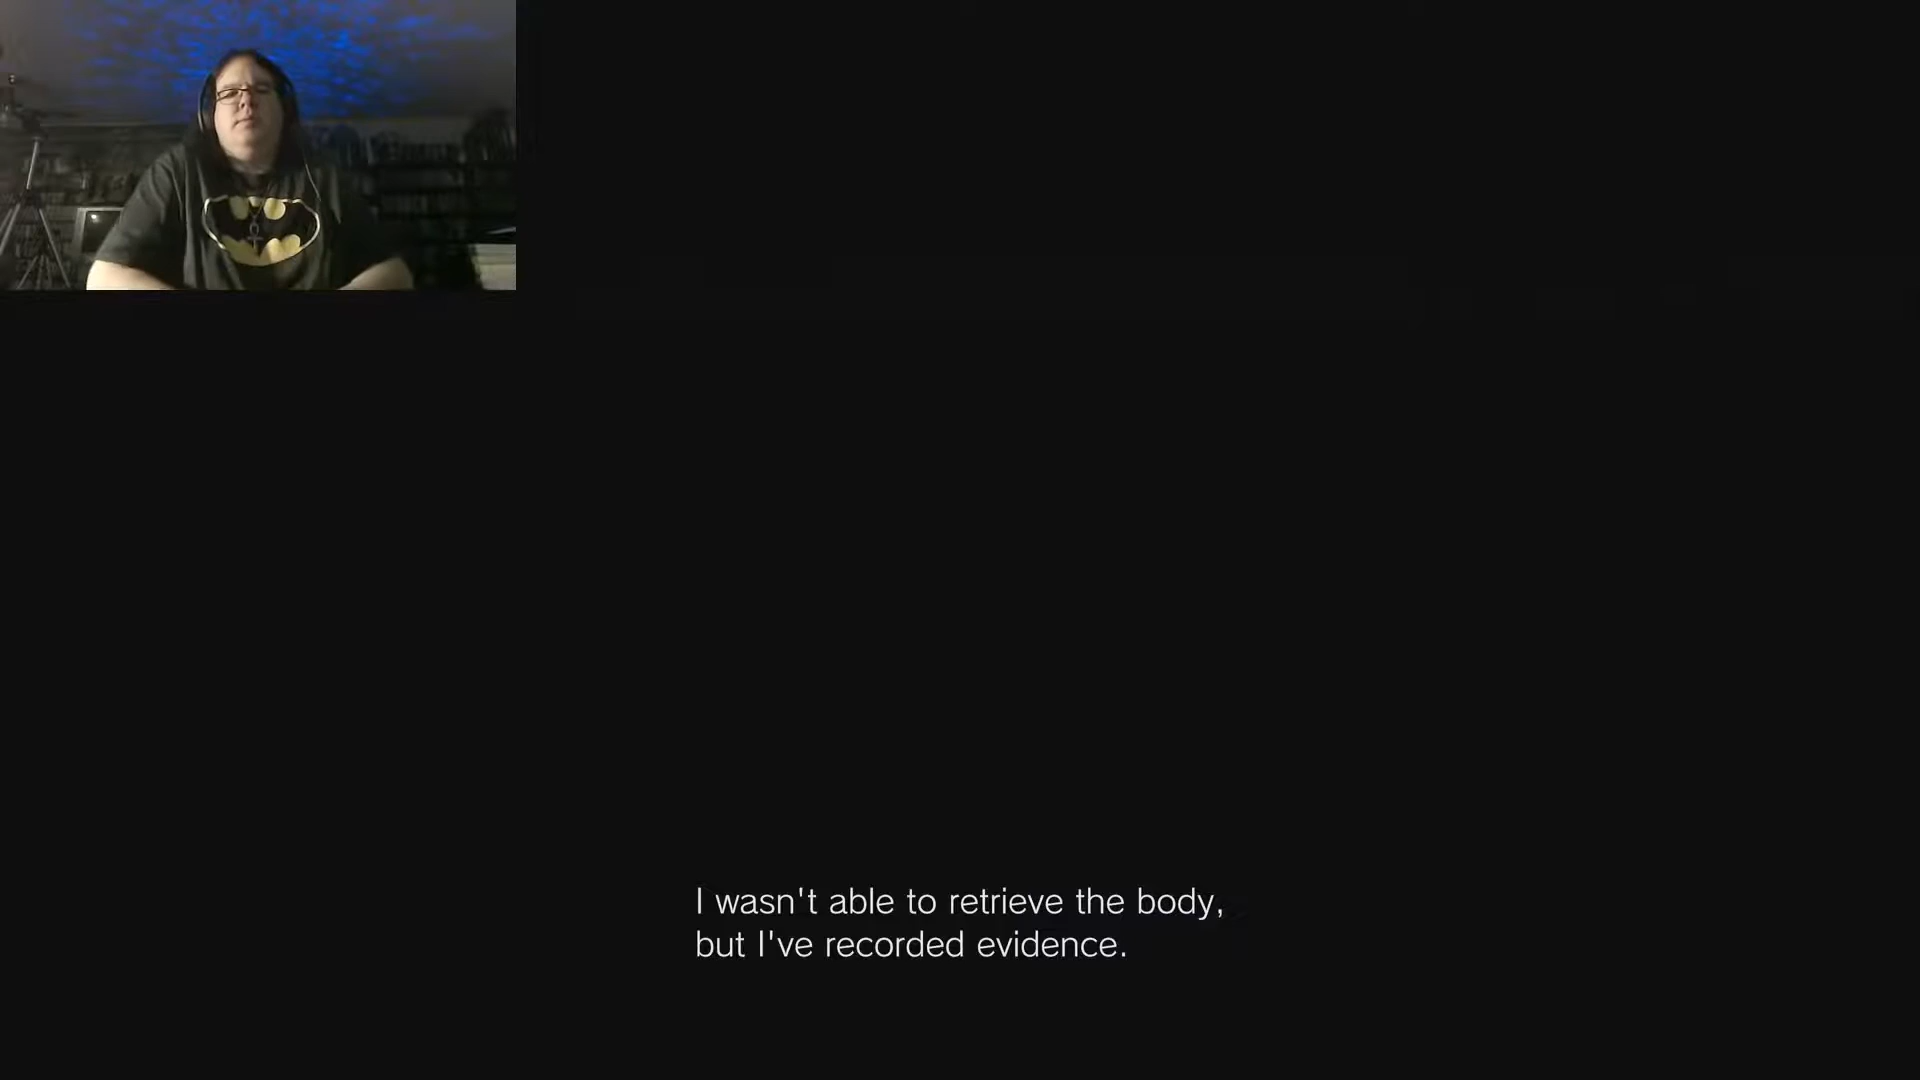 I wasn't able to retrieve the body,
but I've recorded evidence.